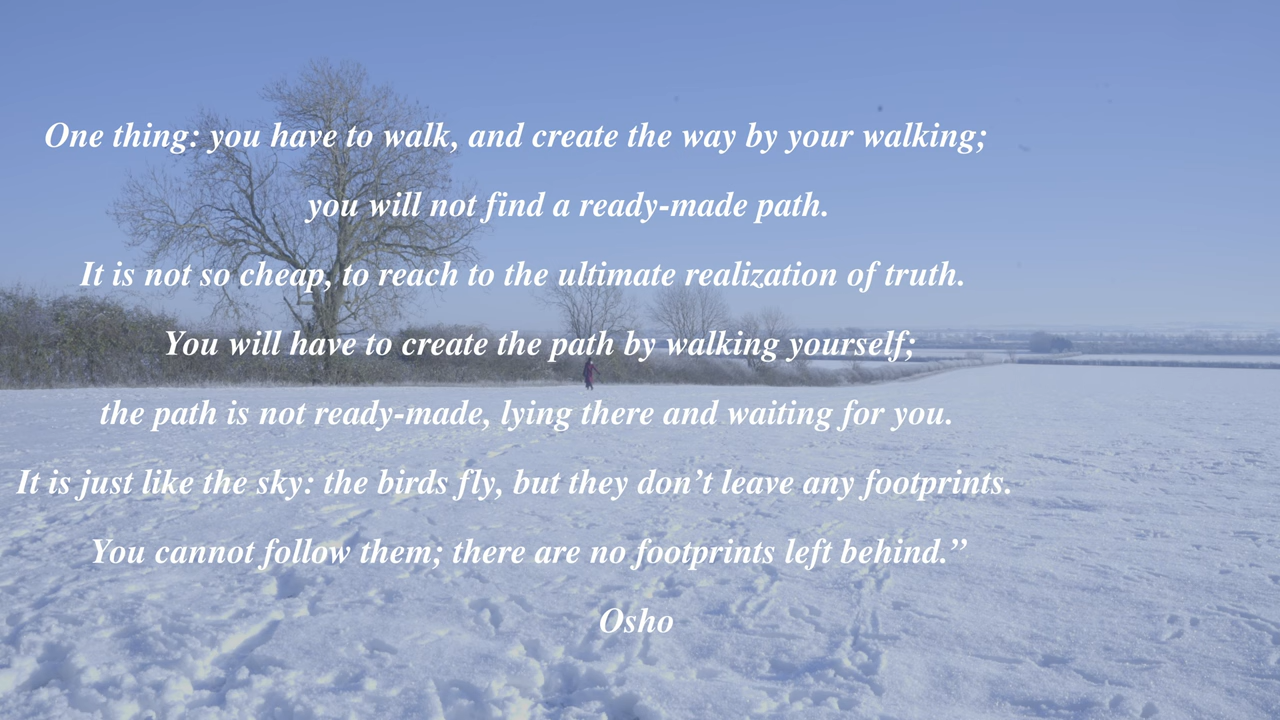 One thing: you have to walk, and create the way by your walking;
you will not find a ready-made path.
It is not so cheap, to reach to the ultimate realization of truth.
You will have to create the path by walking yourself;
the path is not ready-made, lying there and waiting for you.
It is just like the sky: the birds fly, but they don’t leave any footprints.
You cannot follow them; there are no footprints left behind.”
Osho